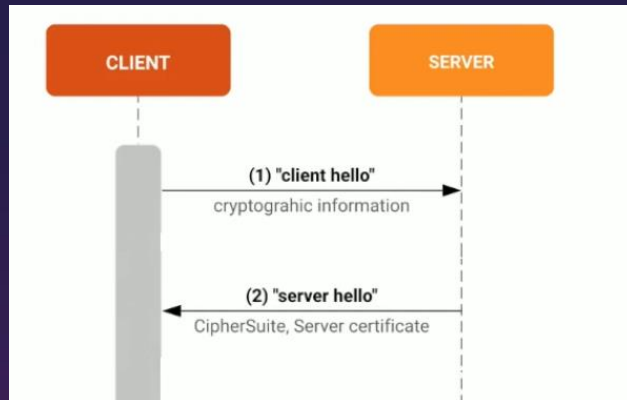 CLIENT
SERVER
(1) "client hello"
cryptograhic information
(2) "server hello"
CipherSuite, Server certificate